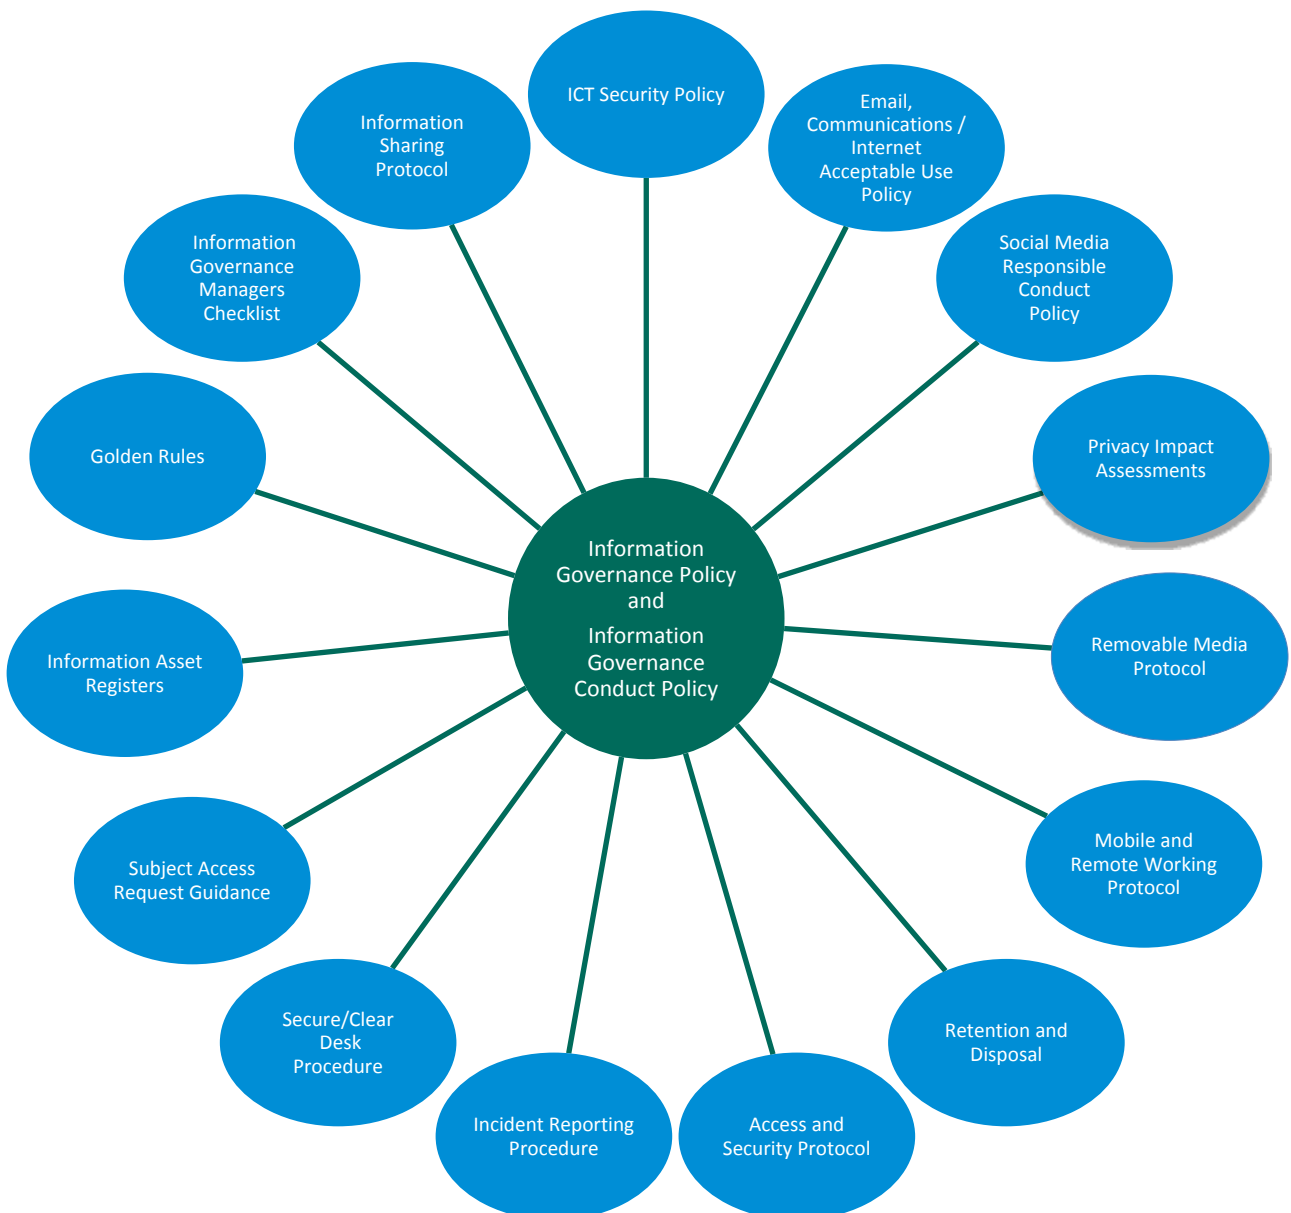 ICT Security Policy
Email,
Communications /
Internet
Acceptable Use
Policy
Social Media
Responsible
Conduct
Policy
Privacy Impact
Assessments
Removable Media
Protocol
Mobile and
Remote Working
Protocol
Retention and
Disposal
Access and
Security Protocol
Incident Reporting
Procedure
Secure/Clear
Desk
Procedure
Subject Access
Request Guidance
Information Asset
Registers
Golden Rules
Information
Governance
Managers
Checklist
Information
Sharing
Protocol
Information
Governance Policy
and
Information
Governance
Conduct Policy